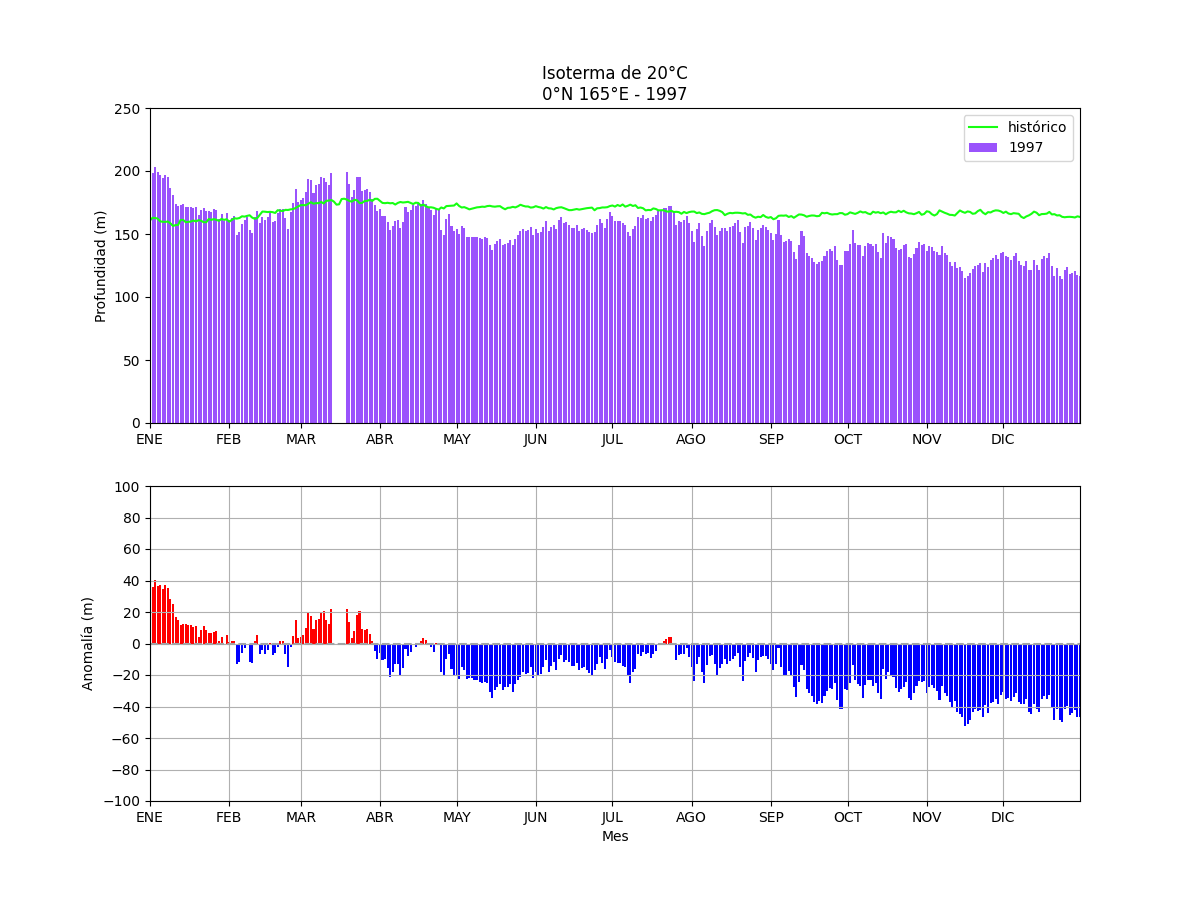 Isoterma de 20°C
0°N 165°E - 1997
250
200
150
100
50
0
Profundidad (m)
histórico
1997
ENE FEB MAR ABR MAY JUN JUL AGO SEP OCT NOV DIC
100
80
60
40
20
0
−20
−40
−60
−80
−100
Anomalía (m)
ENE FEB MAR ABR MAY JUN JUL AGO SEP OCT NOV DIC
Mes